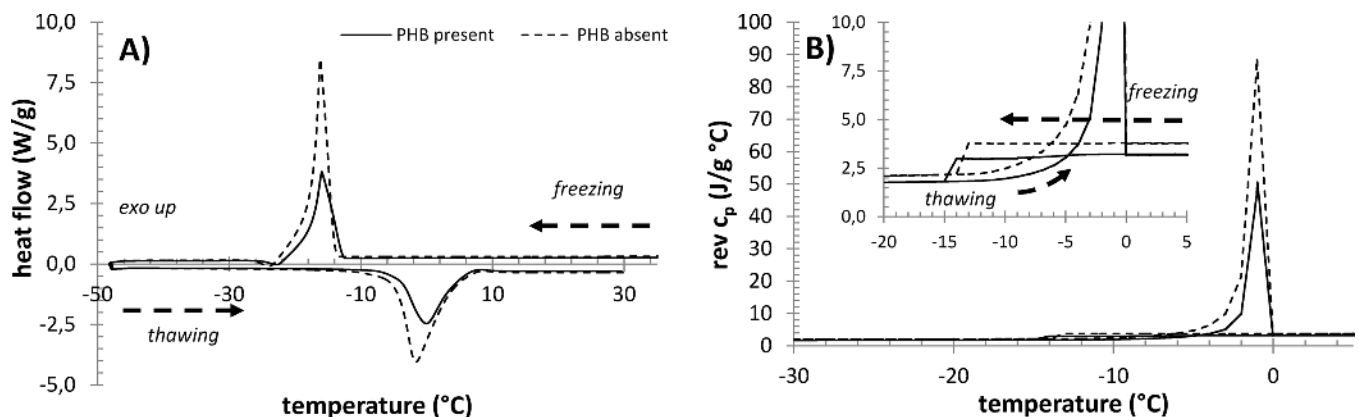 A)
PHB present
PHB absent
heat flow (W/g)
10,0
7,5
5,0
2,5
0,0
-2,5
-5,0
-50
-30
-10
10
30
exo up
freezing
thawing
temperature (°C)
B)
rev cp (J/g °C)
100
90
80
70
60
50
40
30
20
10
0
-30
-20
-10
0
temperature (°C)
10,0
7,5
5,0
2,5
0,0
-20
-15
-10
-5
0
5
freezing
thawing